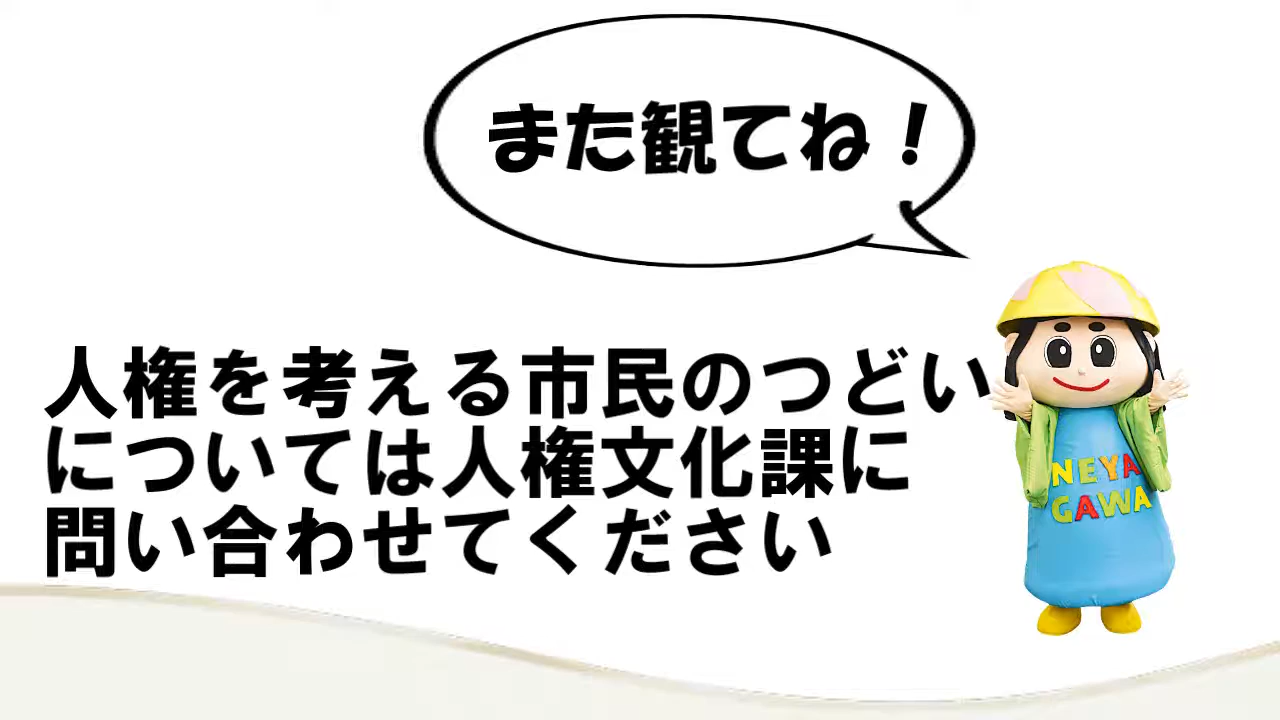 また観てね！
人権を考える市民のつどい
については人権文化課に
問い合わせてください
NEYA
GAWA